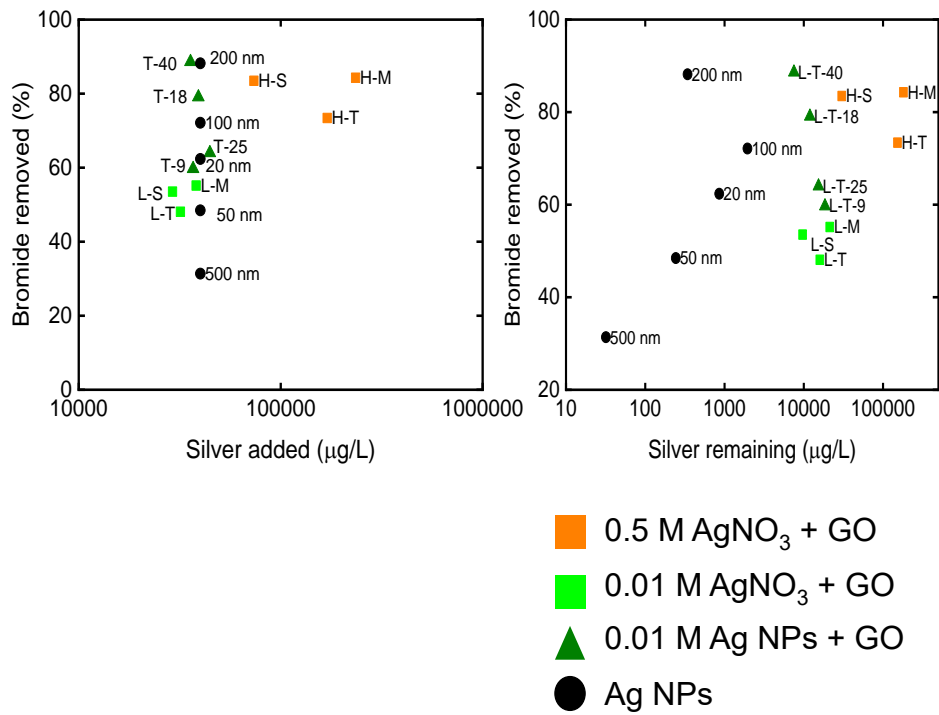 100
80
60
40
20
0
10000
100000
1000000
Bromide removed (%)
Silver added (μg/L)
T-40
200 nm
H-S
H-M
T-18
100 nm
H-T
T-25
T-9
20 nm
L-S
L-M
L-T
50 nm
500 nm
100
80
60
40
20
10
100
1000
10000
100000
Bromide removed (%)
Silver remaining (μg/L)
200 nm
L-T-40
H-S
H-M
L-T-18
100 nm
H-T
20 nm
L-T-25
L-T-9
L-M
L-S
50 nm
L-T
500 nm
0.5 M AgNO₃ + GO
0.01 M AgNO₃ + GO
0.01 M Ag NPs + GO
Ag NPs